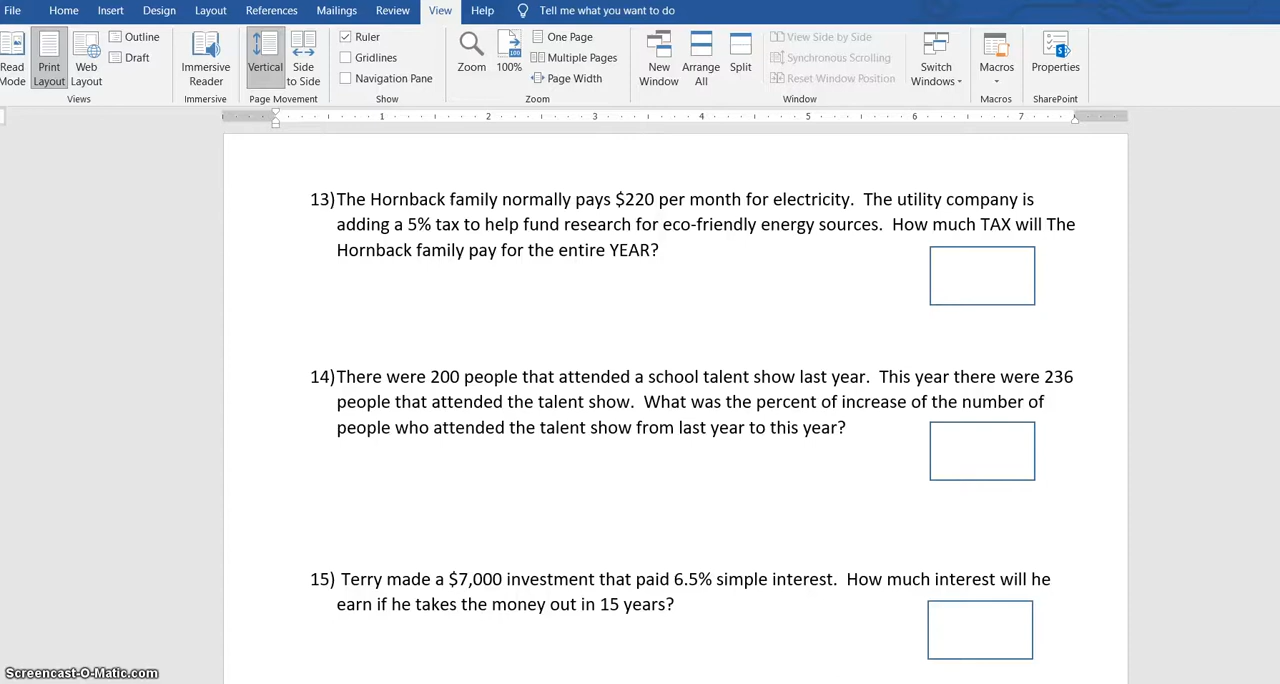 File Home Insert Design Layout References Mailings Review View Help Tell me what you want to do
Read Mode
Print Layout
Web Layout
Outline
Draft
Views
Immersive Reader
Immersive
Vertical
Side to Side
Page Movement
Ruler
Gridlines
Navigation Pane
Show
Zoom
100%
One Page
Multiple Pages
Page Width
Zoom
New Window
Arrange All
Split
View Side by Side
Synchronous Scrolling
Reset Window Position
Window
Switch Windows
Macros
Macros
Properties
SharePoint
1 2 3 4 5 6 7
13)The Hornback family normally pays $220 per month for electricity. The utility company is
adding a 5% tax to help fund research for eco-friendly energy sources. How much TAX will The
Hornback family pay for the entire YEAR?
14)There were 200 people that attended a school talent show last year. This year there were 236
people that attended the talent show. What was the percent of increase of the number of
people who attended the talent show from last year to this year?
15) Terry made a $7,000 investment that paid 6.5% simple interest. How much interest will he
earn if he takes the money out in 15 years?
Screencast-O-Matic.com